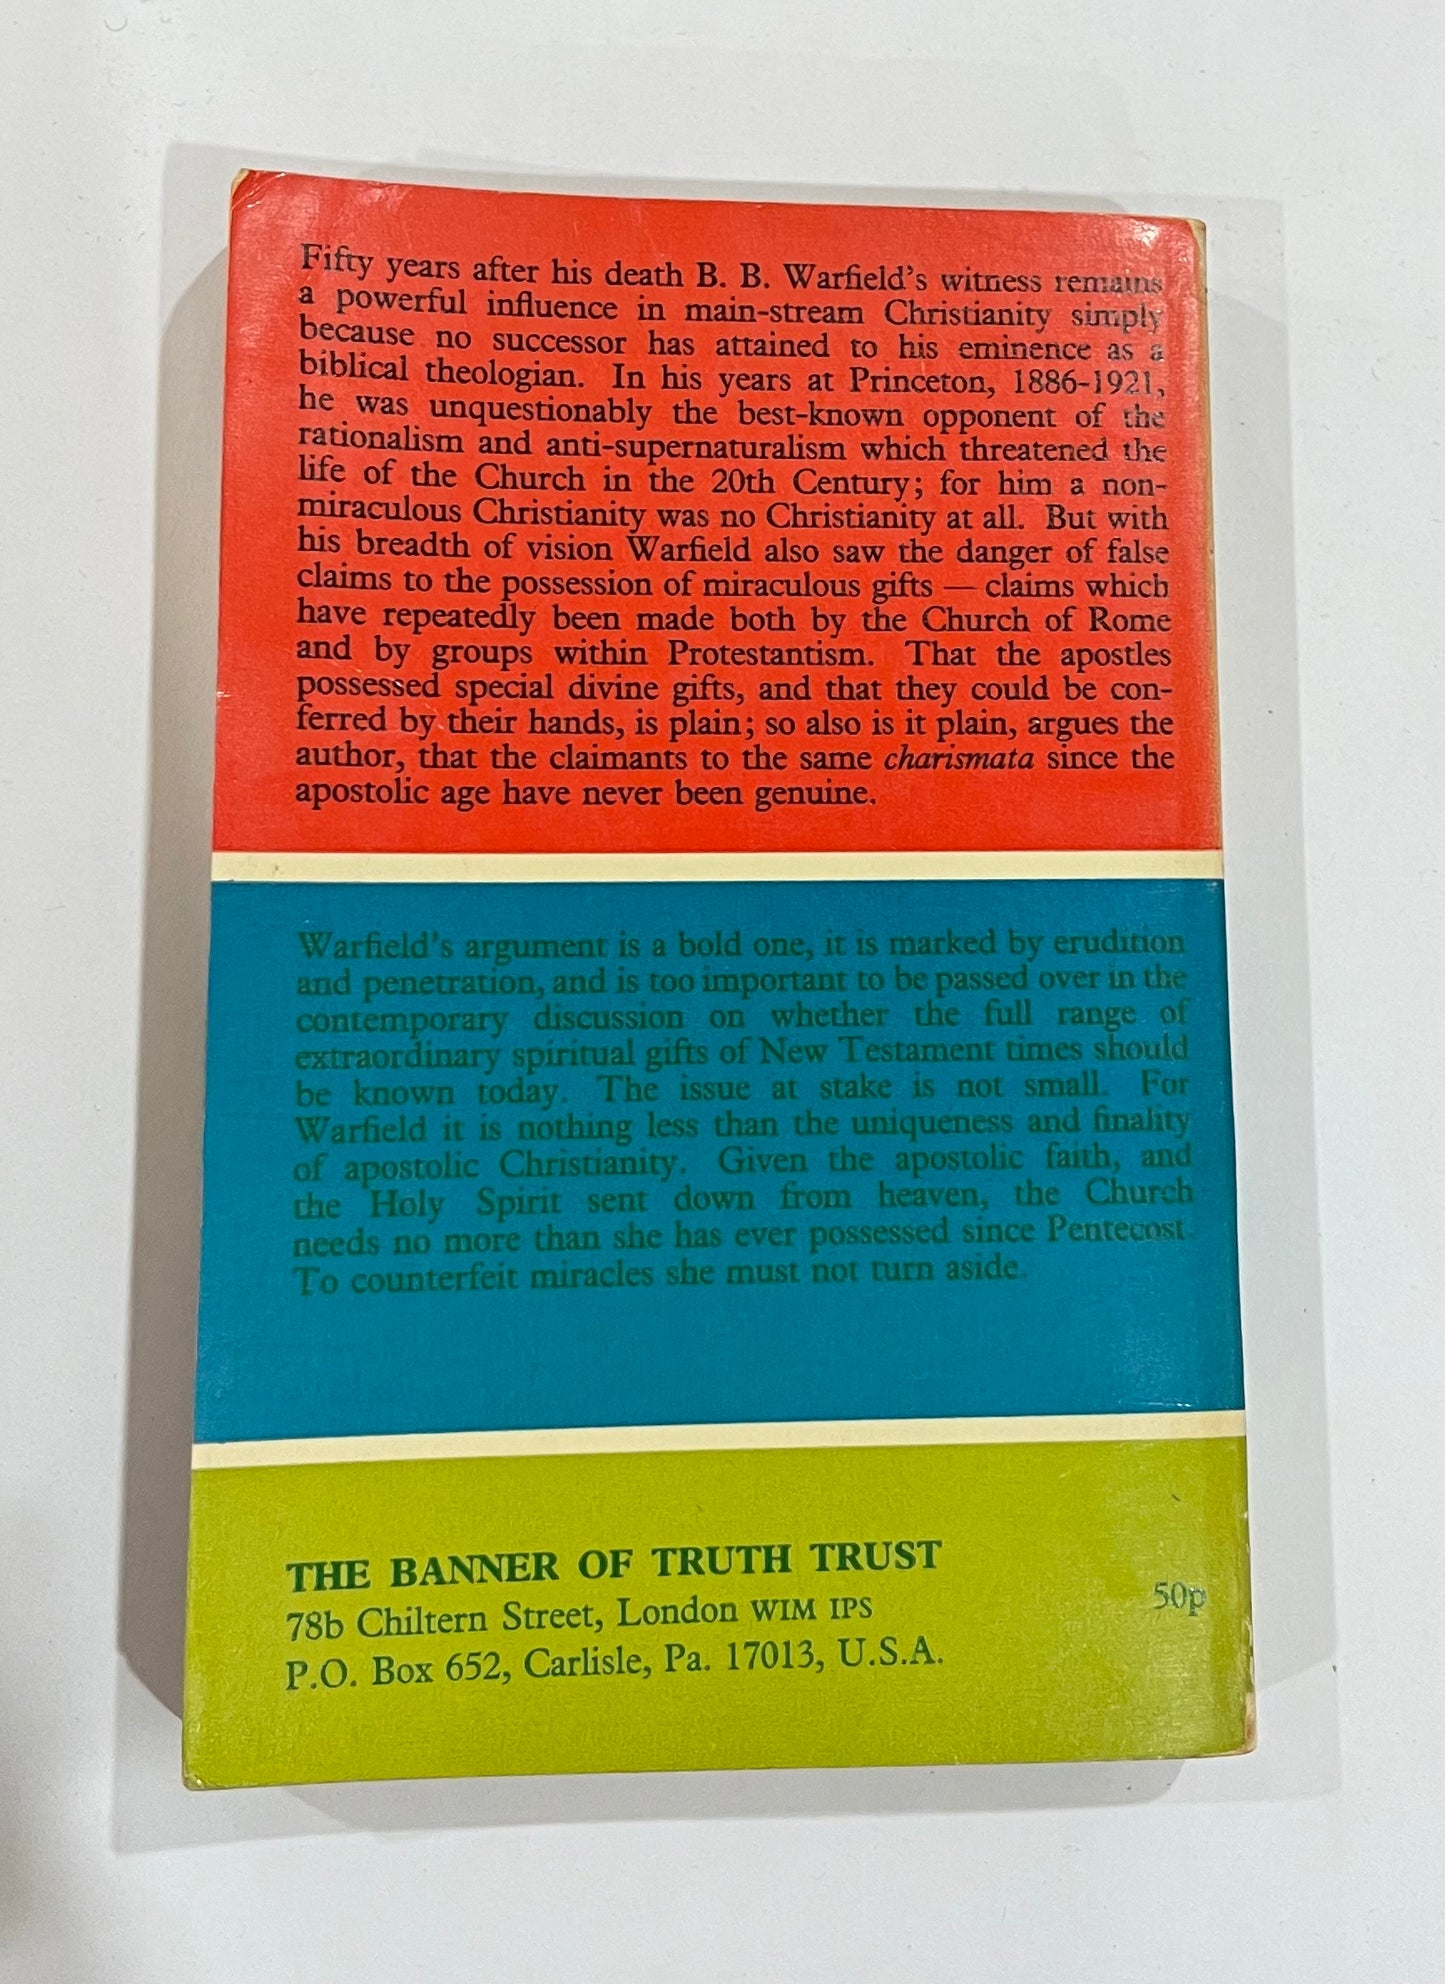 Fifty years after his death B. B. Warfield's witness remains
a powerful influence in main-stream Christianity simply
because no successor has attained to his eminence as a
biblical theologian. In his years at Princeton, 1886-1921,
he was unquestionably the best-known opponent of the
rationalism and anti-supernaturalism which threatened the
life of the Church in the 20th Century; for him a non-
miraculous Christianity was no Christianity at all. But with
his breadth of vision Warfield also saw the danger of false
claims to the possession of miraculous gifts — claims which
have repeatedly been made both by the Church of Rome
and by groups within Protestantism. That the apostles
possessed special divine gifts, and that they could be con-
ferred by their hands, is plain; so also is it plain, argues the
author, that the claimants to the same charismata since the
apostolic age have never been genuine.
Warfield's argument is a bold one, it is marked by erudition
and penetration, and is too important to be passed over in the
contemporary discussion on whether the full range of
extraordinary spiritual gifts of New Testament times should
be known today. The issue at stake is not small. For
Warfield it is nothing less than the uniqueness and finality
of apostolic Christianity. Given the apostolic faith, and
the Holy Spirit sent down from heaven, the Church
needs no more than she has ever possessed since Pentecost.
To counterfeit miracles she must not turn aside.
THE BANNER OF TRUTH TRUST
78b Chiltern Street, London WIM IPS
P.O. Box 652, Carlisle, Pa. 17013, U.S.A.
50p